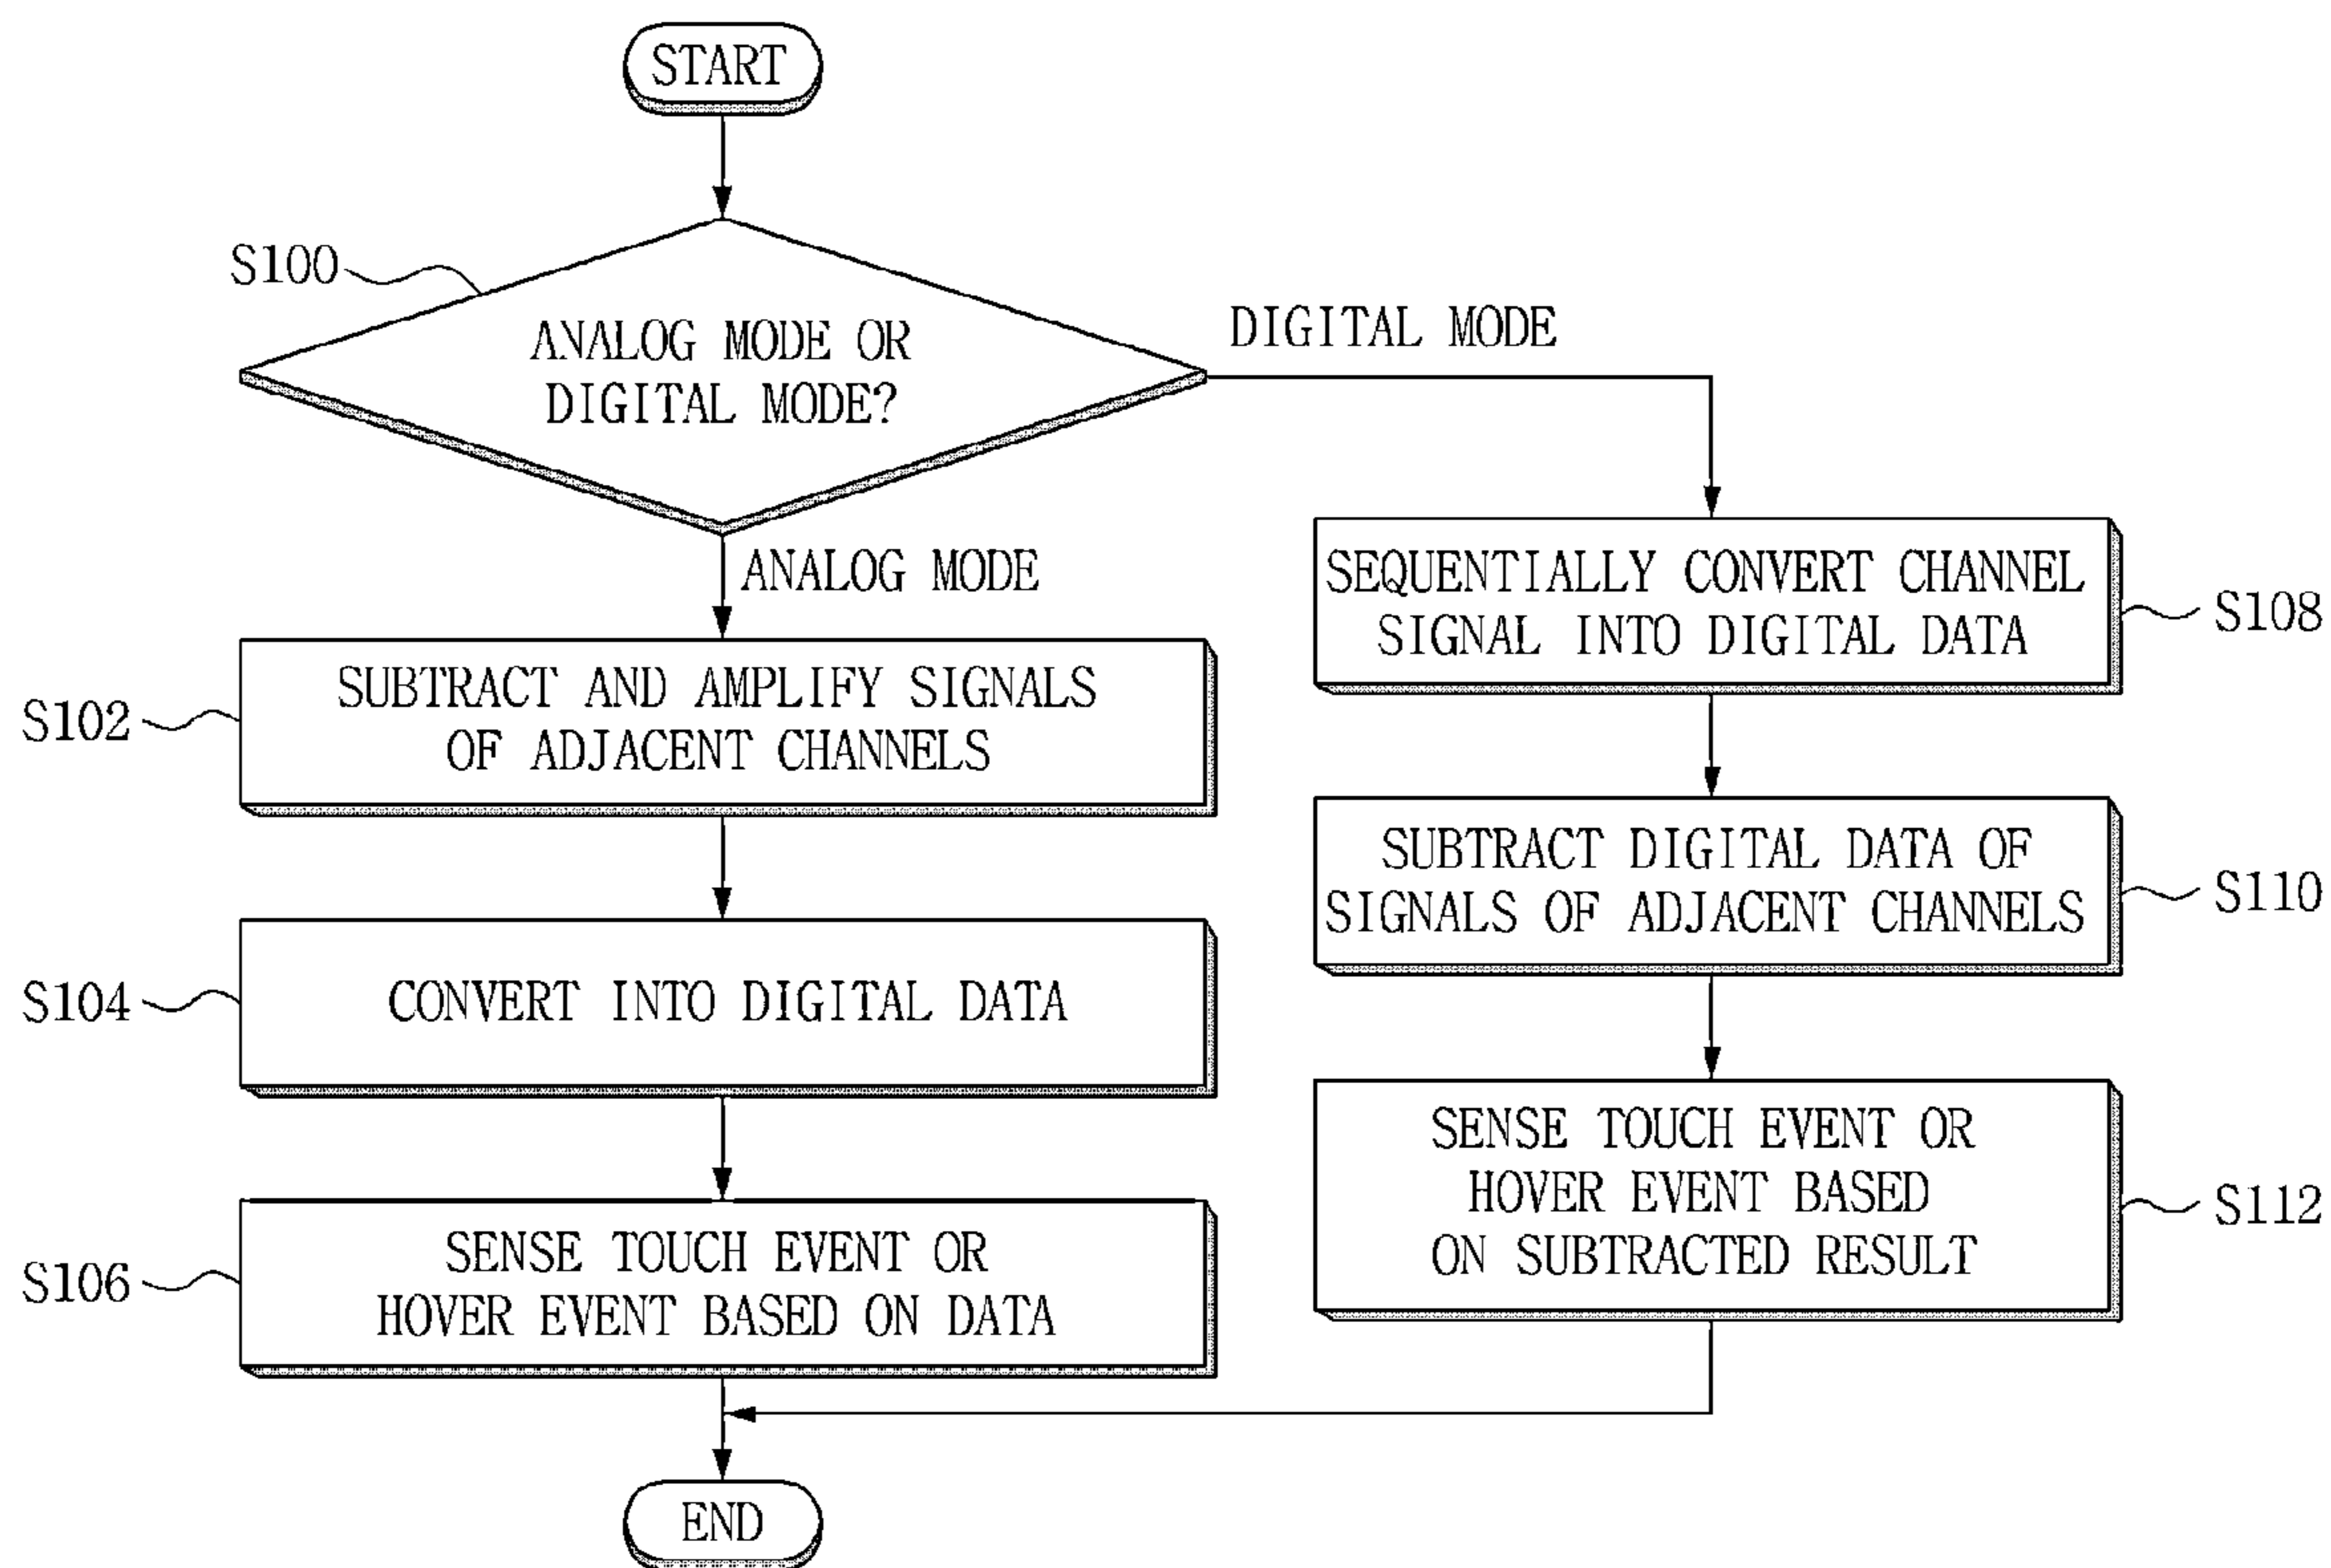 START
S100
ANALOG MODE OR
DIGITAL MODE?
DIGITAL MODE
ANALOG MODE
S102
SUBTRACT AND AMPLIFY SIGNALS
OF ADJACENT CHANNELS
S104
CONVERT INTO DIGITAL DATA
S106
SENSE TOUCH EVENT OR
HOVER EVENT BASED ON DATA
SEQUENTIALLY CONVERT CHANNEL
SIGNAL INTO DIGITAL DATA
S108
SUBTRACT DIGITAL DATA OF
SIGNALS OF ADJACENT CHANNELS
S110
SENSE TOUCH EVENT OR
HOVER EVENT BASED
ON SUBTRACTED RESULT
S112
END